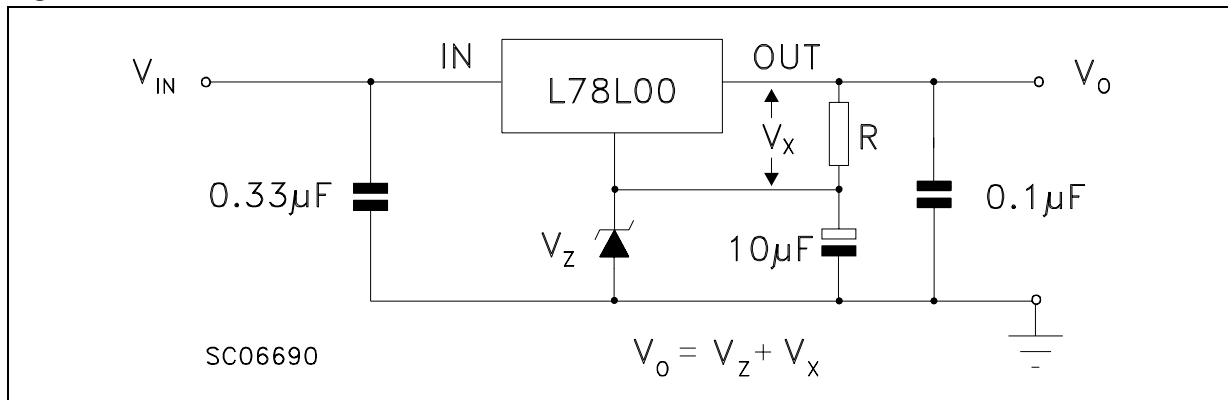 IN
OUT
V_IN
L78L00
V_O
V_X
R
0.33µF
0.1µF
V_Z
10µF
SC06690
V_O = V_Z + V_X